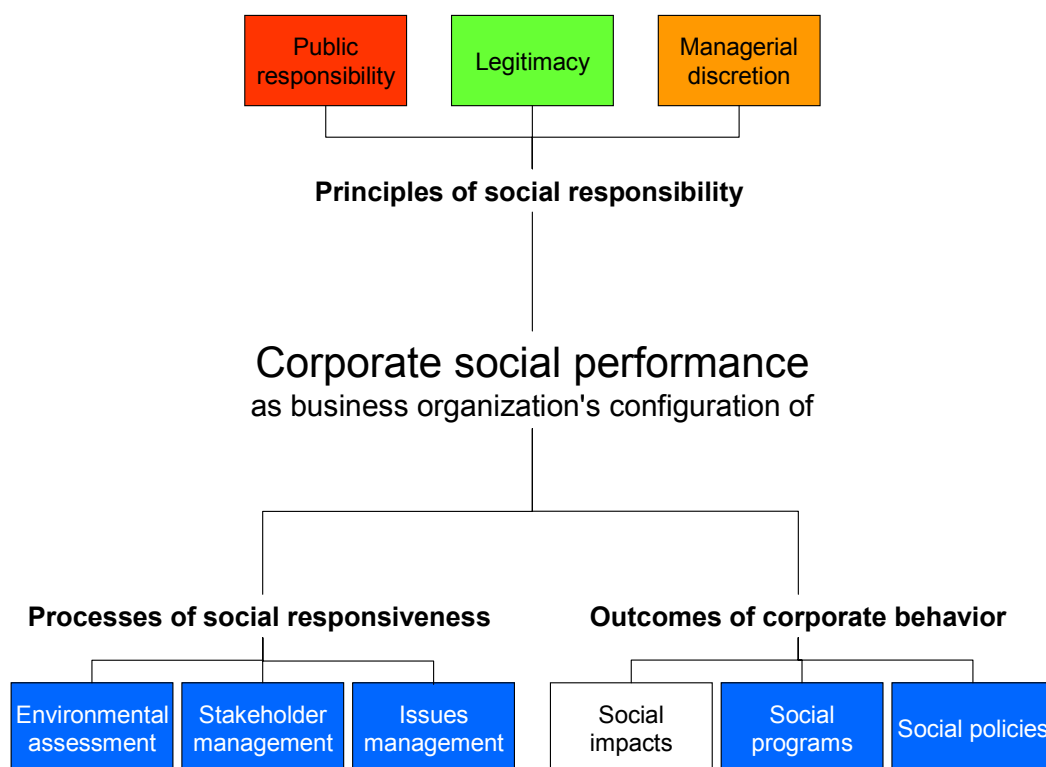 Public
responsibility
Legitimacy
Managerial
discretion
Principles of social responsibility
Corporate social performance
as business organization's configuration of
Processes of social responsiveness
Outcomes of corporate behavior
Environmental
assessment
Stakeholder
management
Issues
management
Social
impacts
Social
programs
Social policies